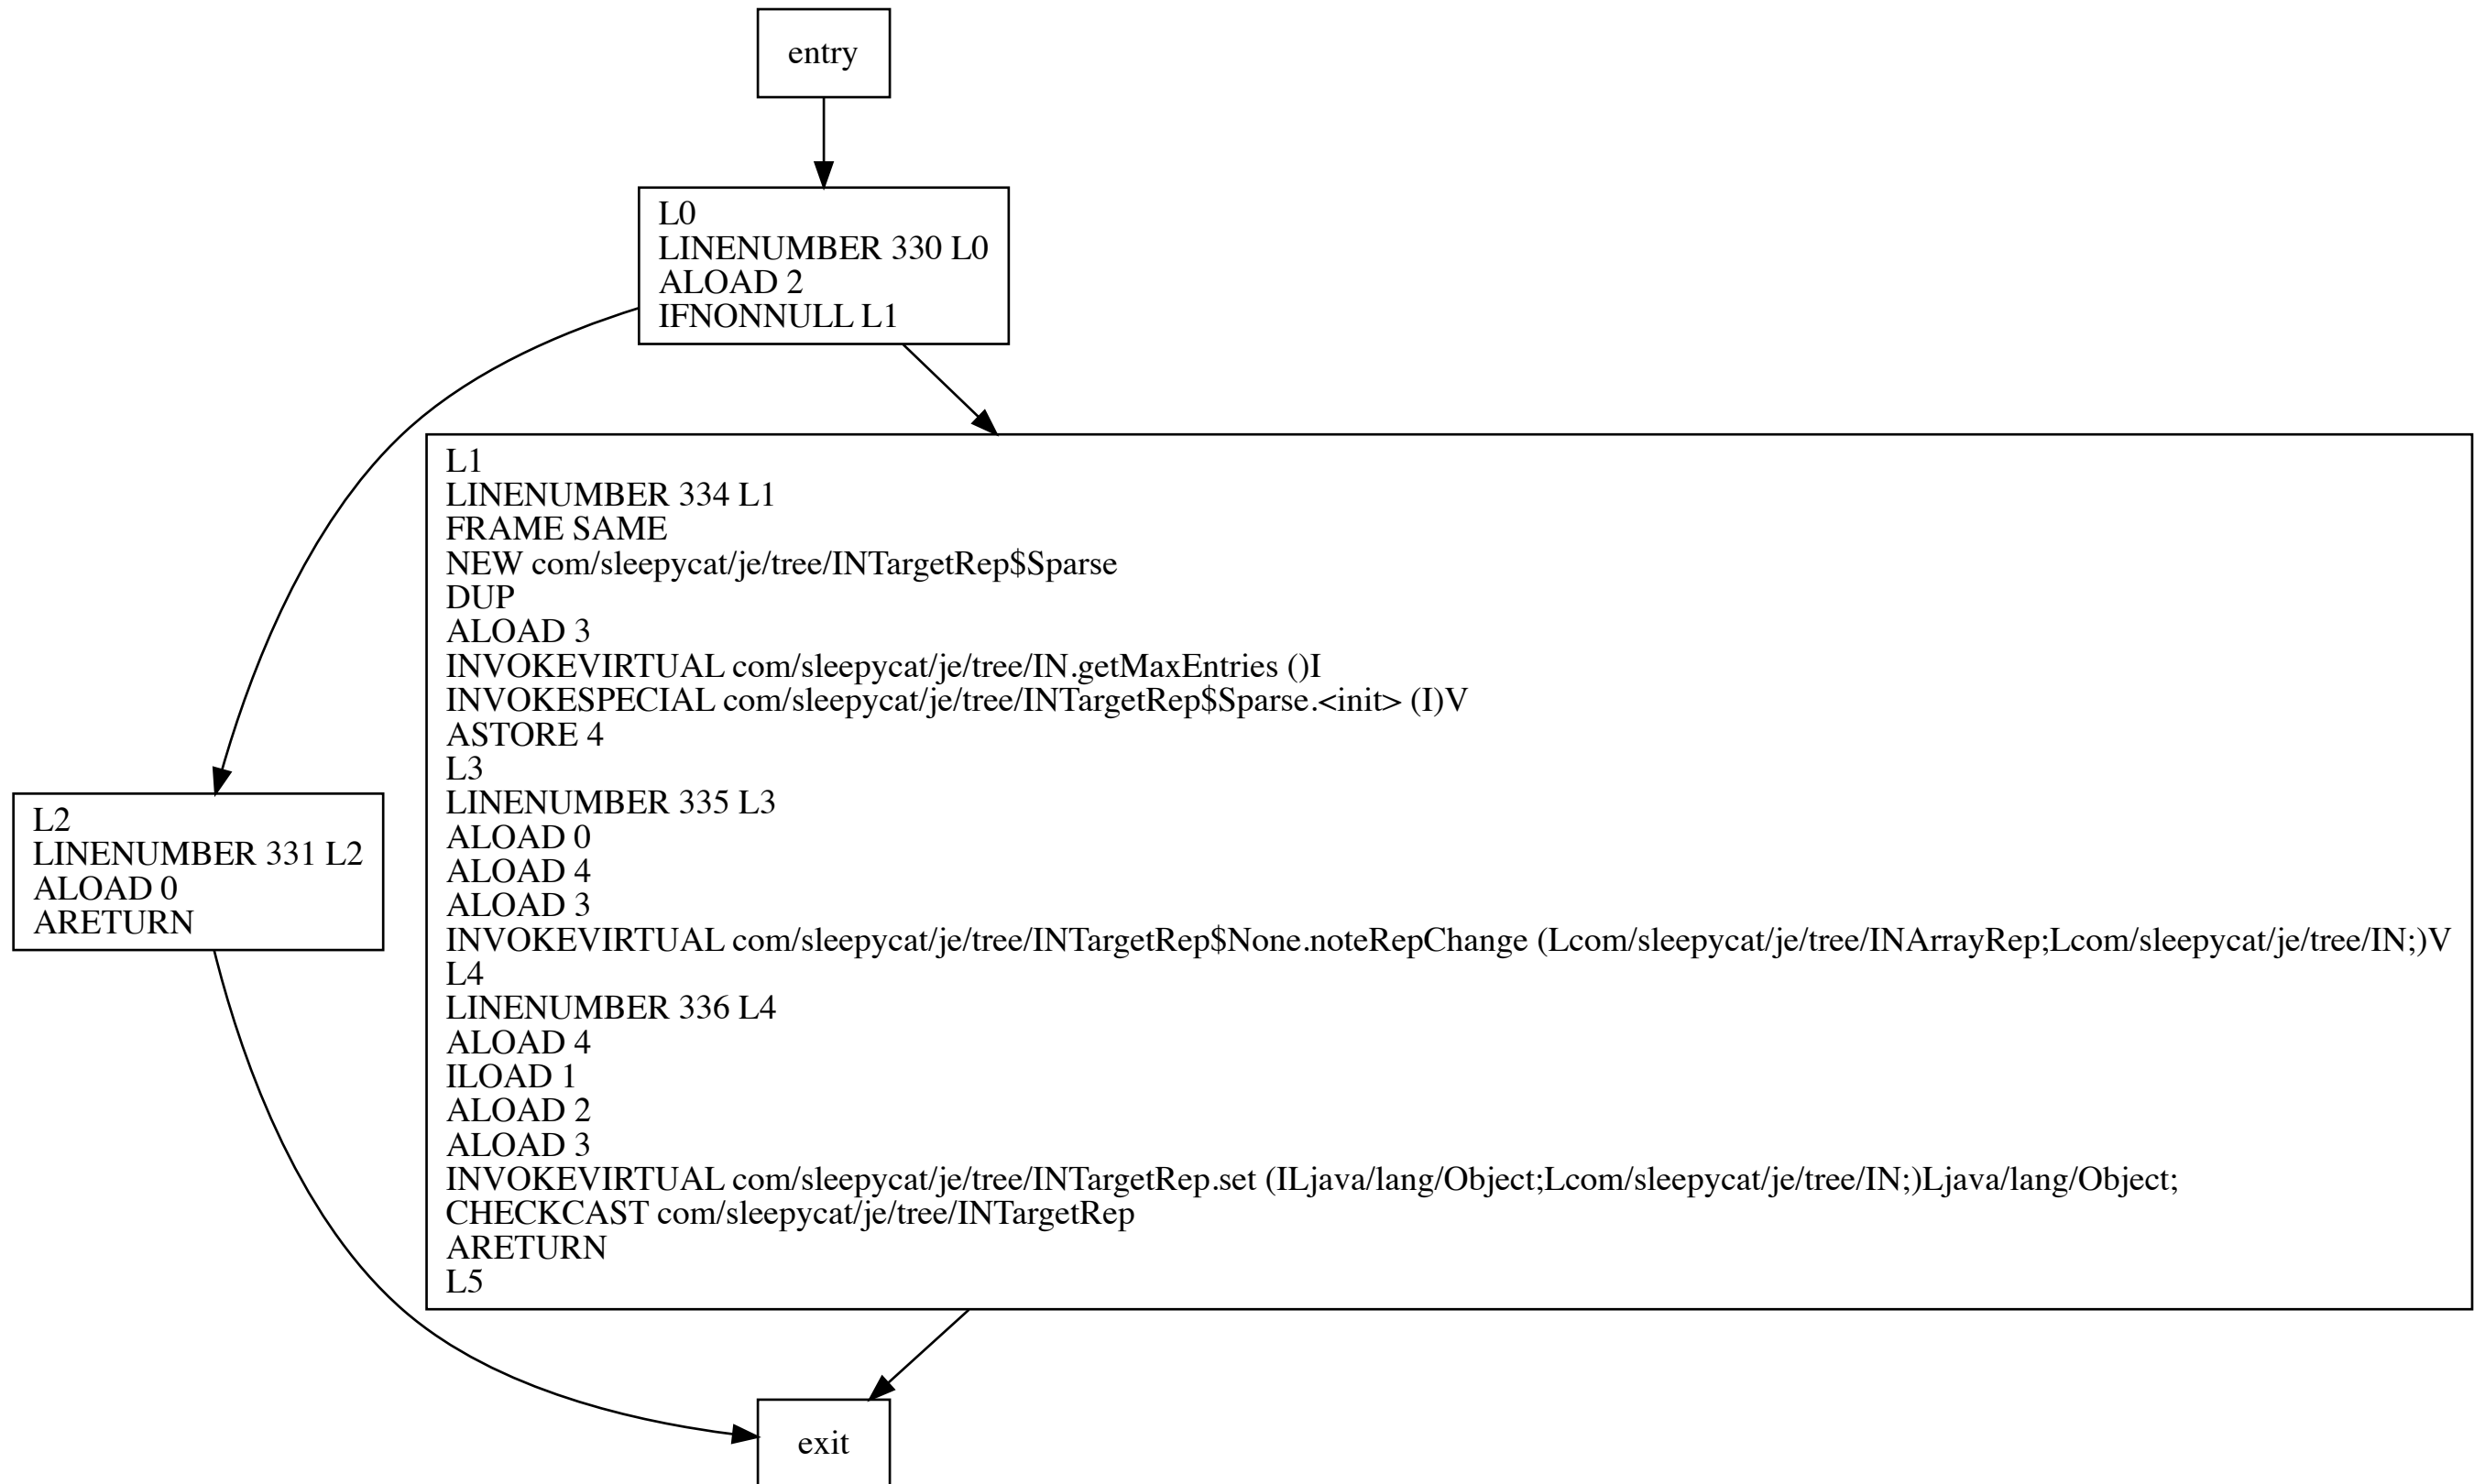 entry
L0
LINENUMBER 330 L0
ALOAD 2
IFNONNULL L1
L1
LINENUMBER 334 L1
FRAME SAME
NEW com/sleepycat/je/tree/INTargetRep$Sparse
DUP
ALOAD 3
INVOKEVIRTUAL com/sleepycat/je/tree/IN.getMaxEntries ()I
INVOKESPECIAL com/sleepycat/je/tree/INTargetRep$Sparse.<init> (I)V
ASTORE 4
L3
LINENUMBER 335 L3
ALOAD 0
ALOAD 4
ALOAD 3
INVOKEVIRTUAL com/sleepycat/je/tree/INTargetRep$None.noteRepChange (Lcom/sleepycat/je/tree/INArrayRep;Lcom/sleepycat/je/tree/IN;)V
L4
LINENUMBER 336 L4
ALOAD 4
ILOAD 1
ALOAD 2
ALOAD 3
INVOKEVIRTUAL com/sleepycat/je/tree/INTargetRep.set (ILjava/lang/Object;Lcom/sleepycat/je/tree/IN;)Ljava/lang/Object;
CHECKCAST com/sleepycat/je/tree/INTargetRep
ARETURN
L5
L2
LINENUMBER 331 L2
ALOAD 0
ARETURN
exit